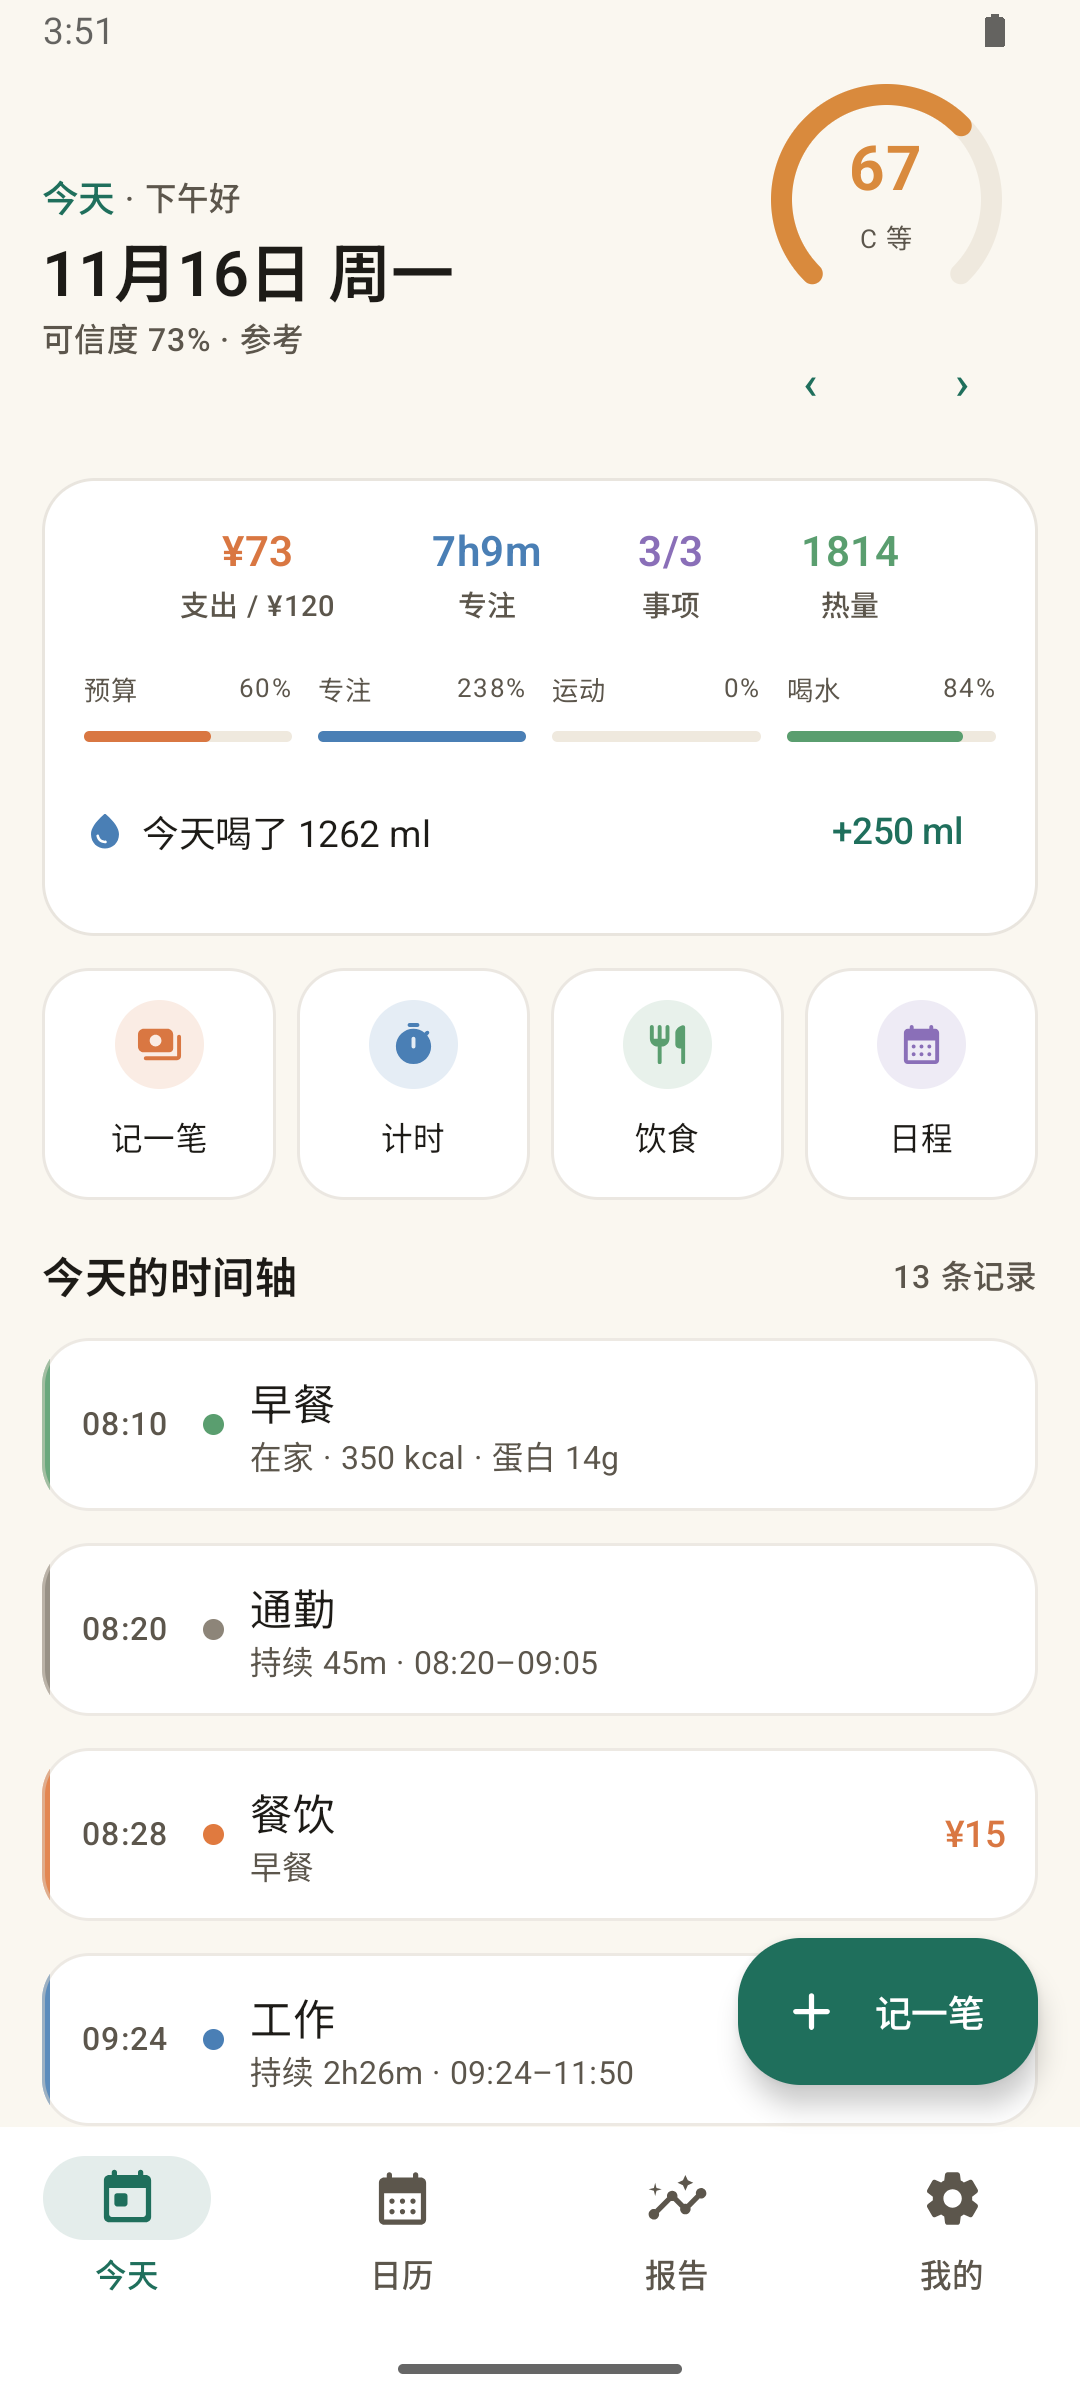 3:51
今天 · 下午好
11月16日 周一
可信度 73% · 参考
67
C 等
‹ ›
¥73 7h9m 3/3 1814
支出 / ¥120 专注 事项 热量
预算 60% 专注 238% 运动 0% 喝水 84%
今天喝了 1262 ml +250 ml
记一笔 计时 饮食 日程
今天的时间轴 13 条记录
08:10 早餐
在家 · 350 kcal · 蛋白 14g
08:20 通勤
持续 45m · 08:20–09:05
08:28 餐饮 ¥15
早餐
09:24 工作
持续 2h26m · 09:24–11:50
+ 记一笔
今天 日历 报告 我的